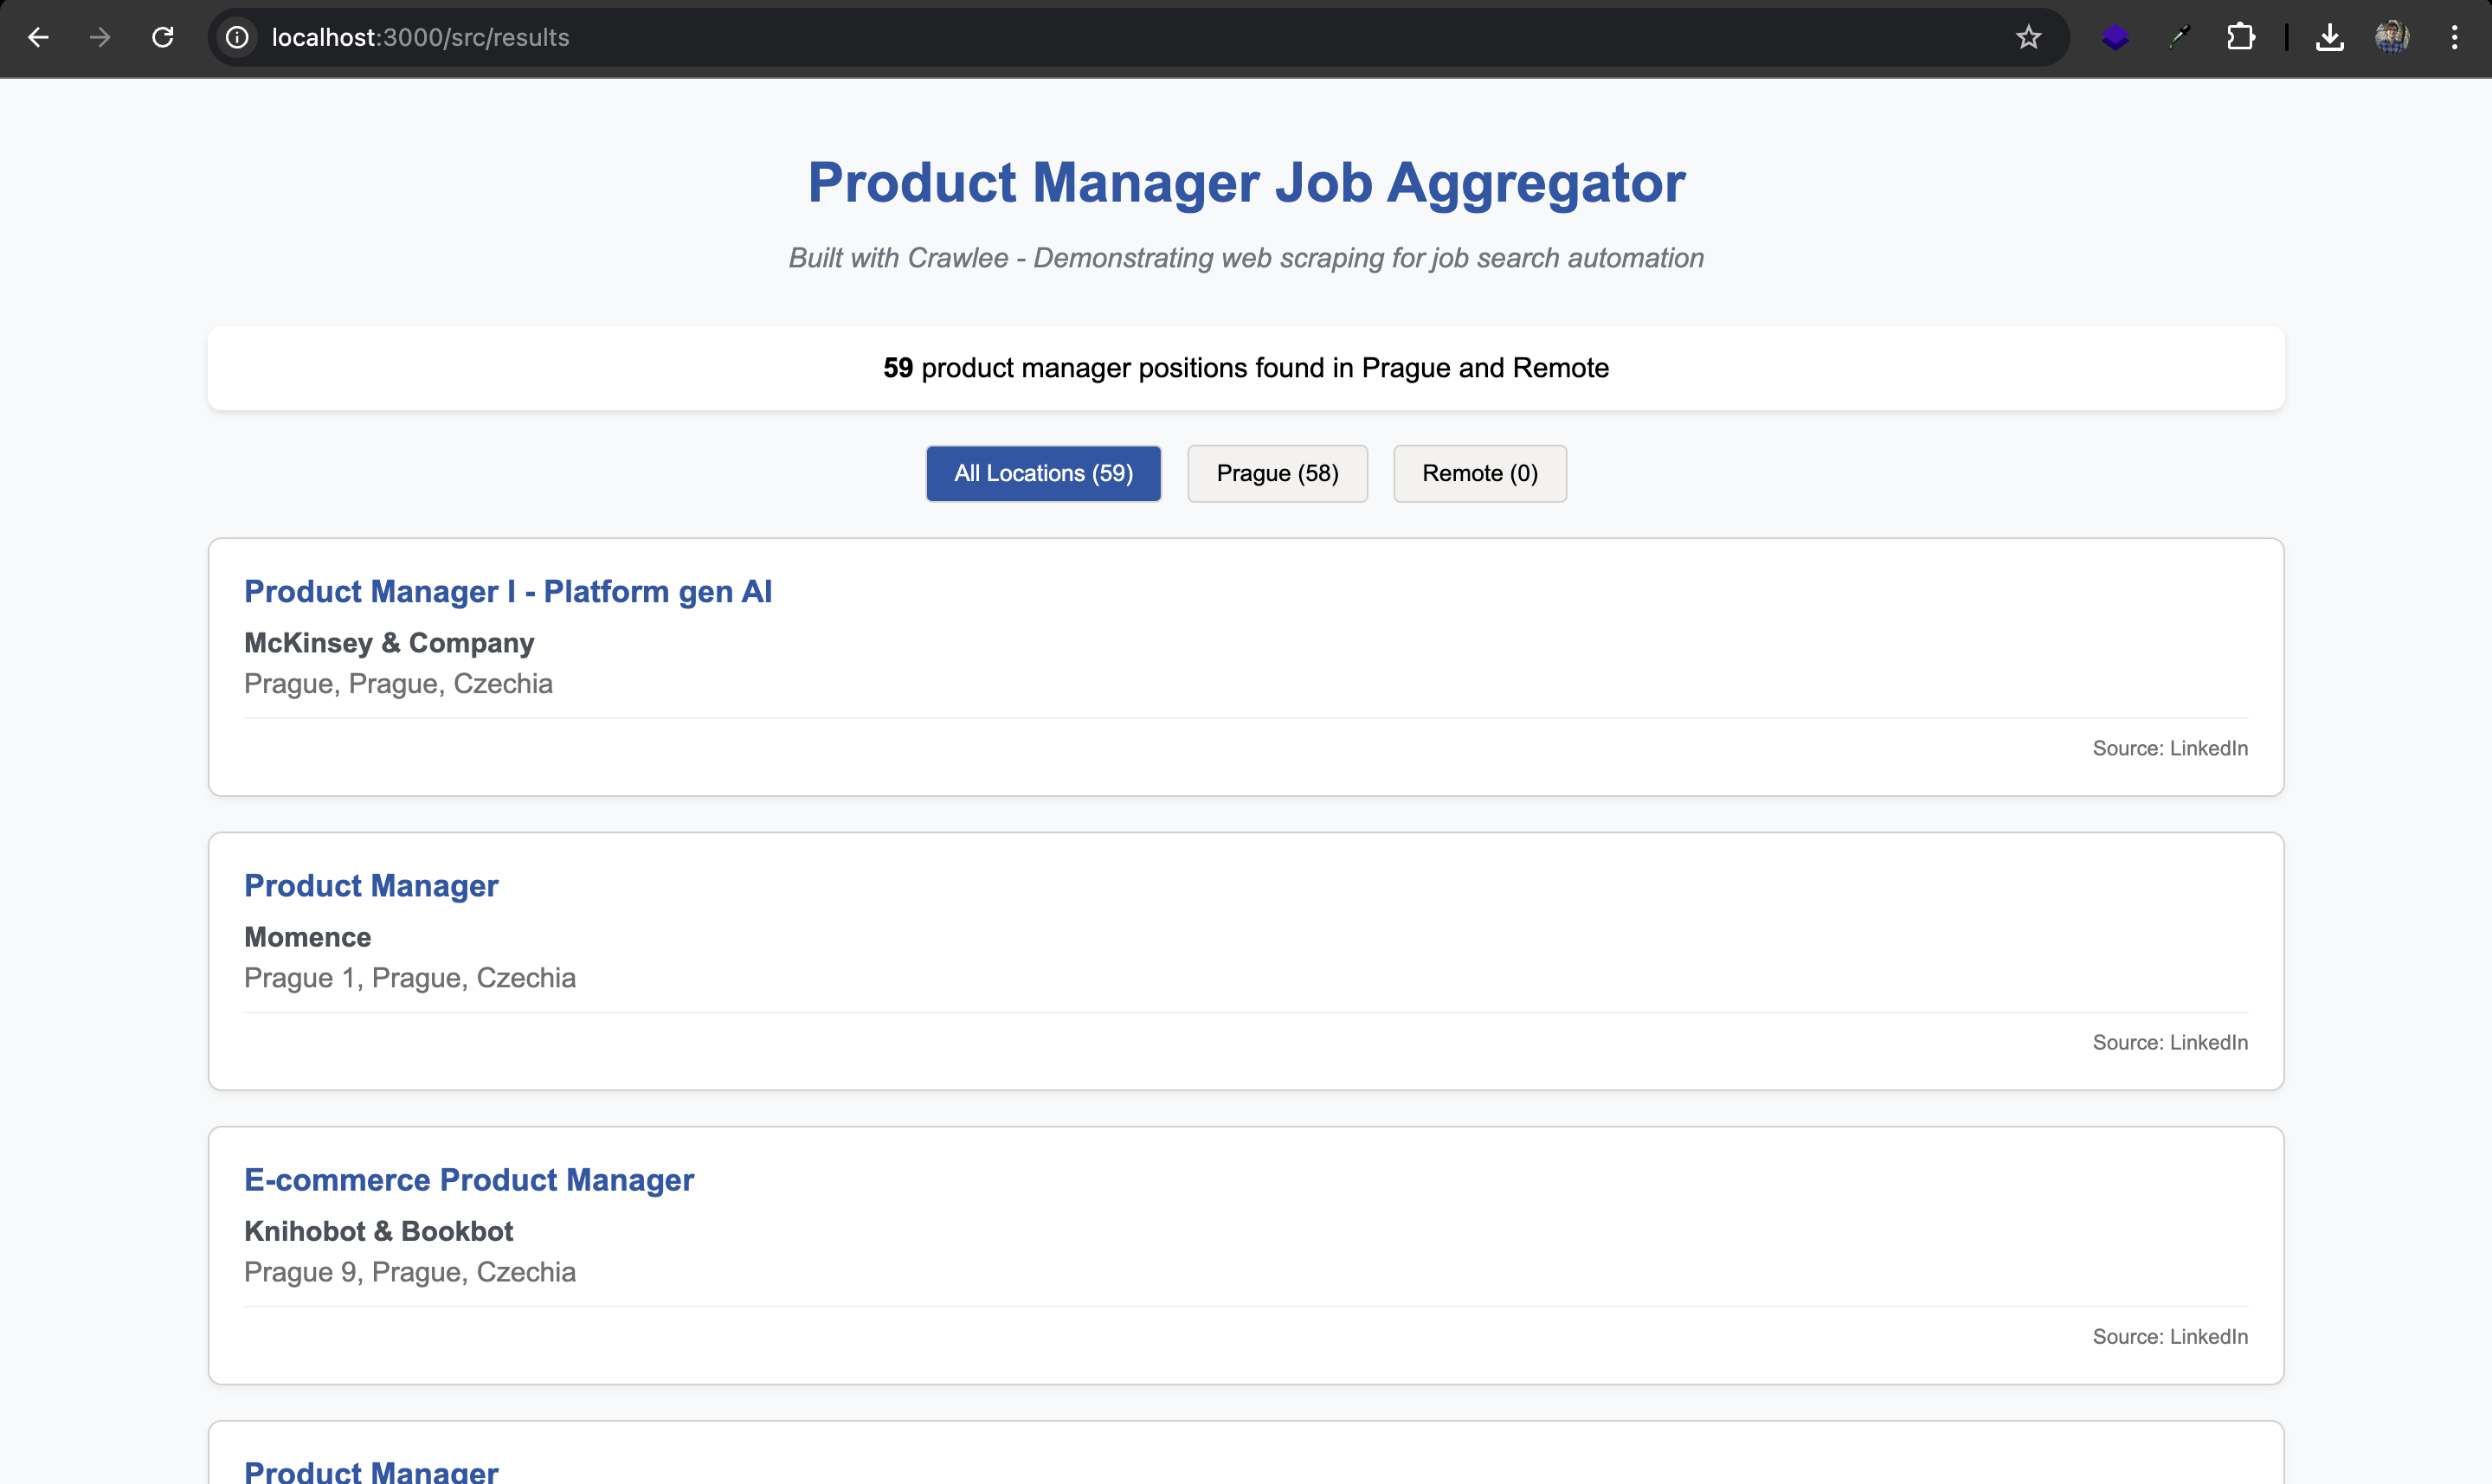 localhost:3000/src/results
Product Manager Job Aggregator
Built with Crawlee - Demonstrating web scraping for job search automation
59 product manager positions found in Prague and Remote
All Locations (59)
Prague (58)
Remote (0)
Product Manager I - Platform gen AI
McKinsey & Company
Prague, Prague, Czechia
Source: LinkedIn
Product Manager
Momence
Prague 1, Prague, Czechia
Source: LinkedIn
E-commerce Product Manager
Knihobot & Bookbot
Prague 9, Prague, Czechia
Source: LinkedIn
Product Manager